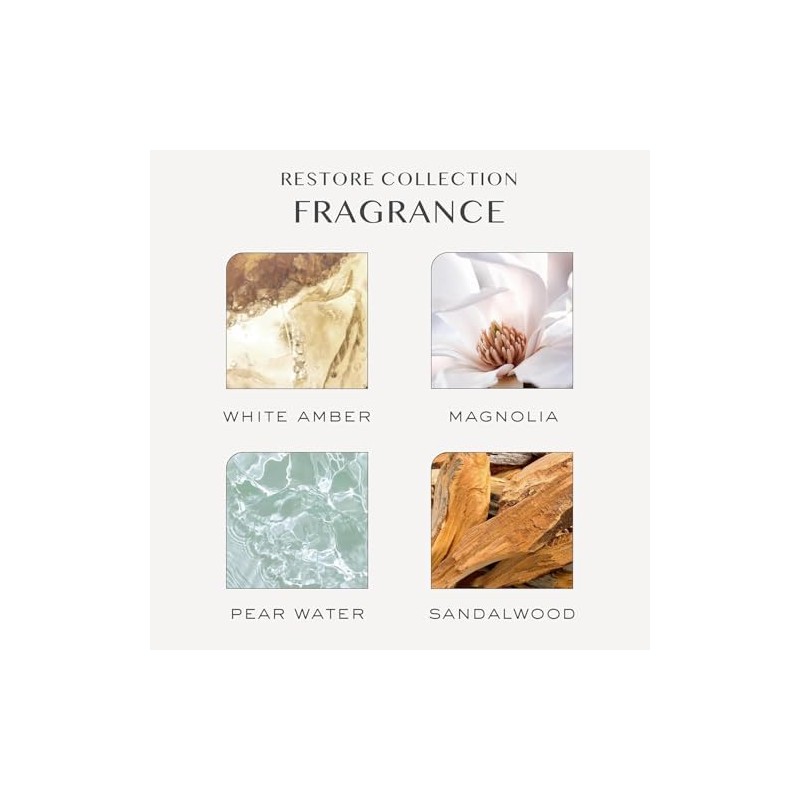 RESTORE COLLECTION
FRAGRANCE
WHITE AMBER
MAGNOLIA
PEAR WATER
SANDALWOOD